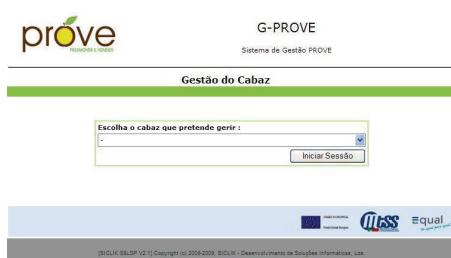 prove
PROMOVER E VENDER
G-PROVE
Sistema de Gestão PROVE
Gestão do Cabaz
Escolha o cabaz que pretende gerir :
-
Iniciar Sessão
Equal
[SICLIK SSLSP V2.1] Copyright (c) 2008-2009, SICLIK - Desenvolvimento de Soluções Informáticas, Lda.